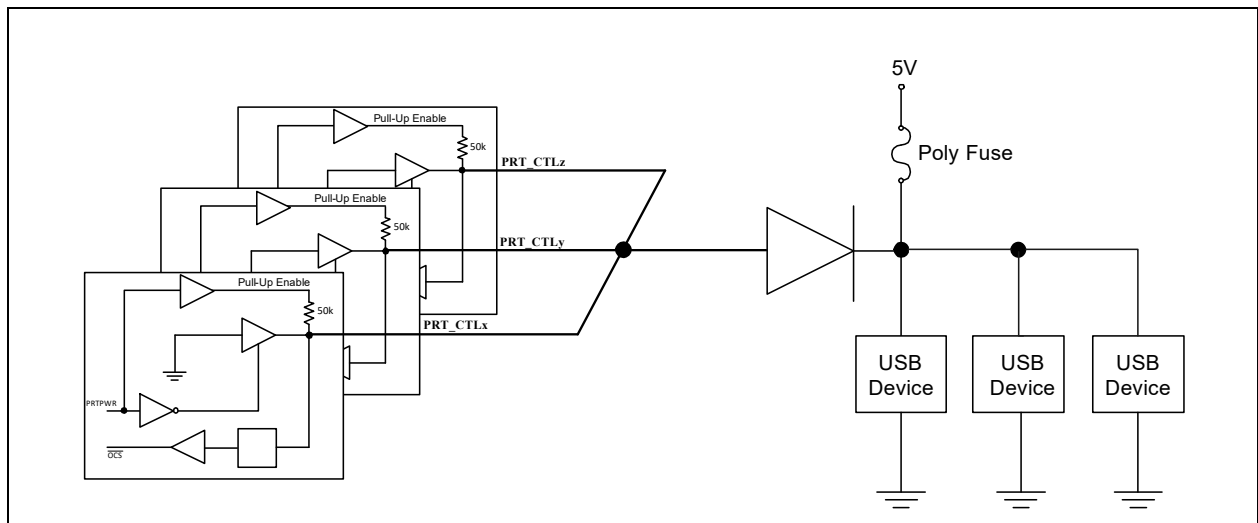 5V
Poly Fuse
Pull-Up Enable
50k
PRT_CTLz
Pull-Up Enable
50k
PRT_CTLy
Pull-Up Enable
50k
PRT_CTLx
PRTPWR
OCS
USB
Device
USB
Device
USB
Device